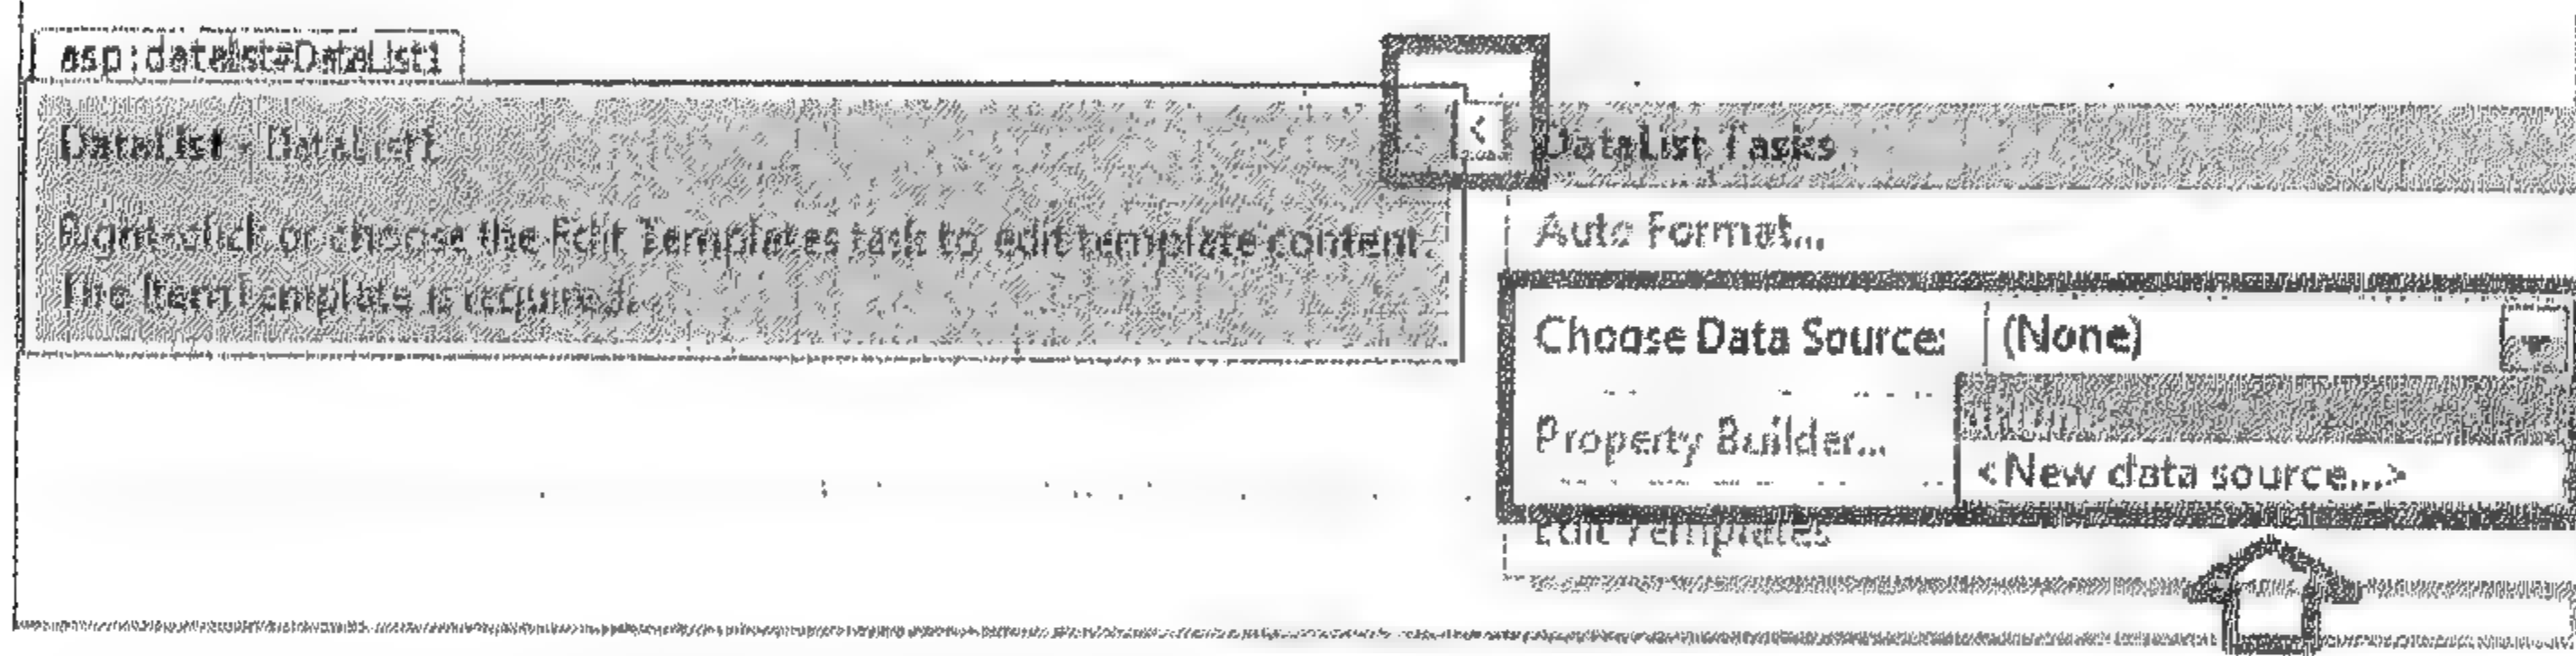 asp:datalist#DataList1
DataList - DataList1
Right-click or choose the Edit Templates task to edit template content.
The ItemTemplate is required.
DataList Tasks
Auto Format...
Choose Data Source: (None)
Property Builder...
<New data source...>
Edit Templates